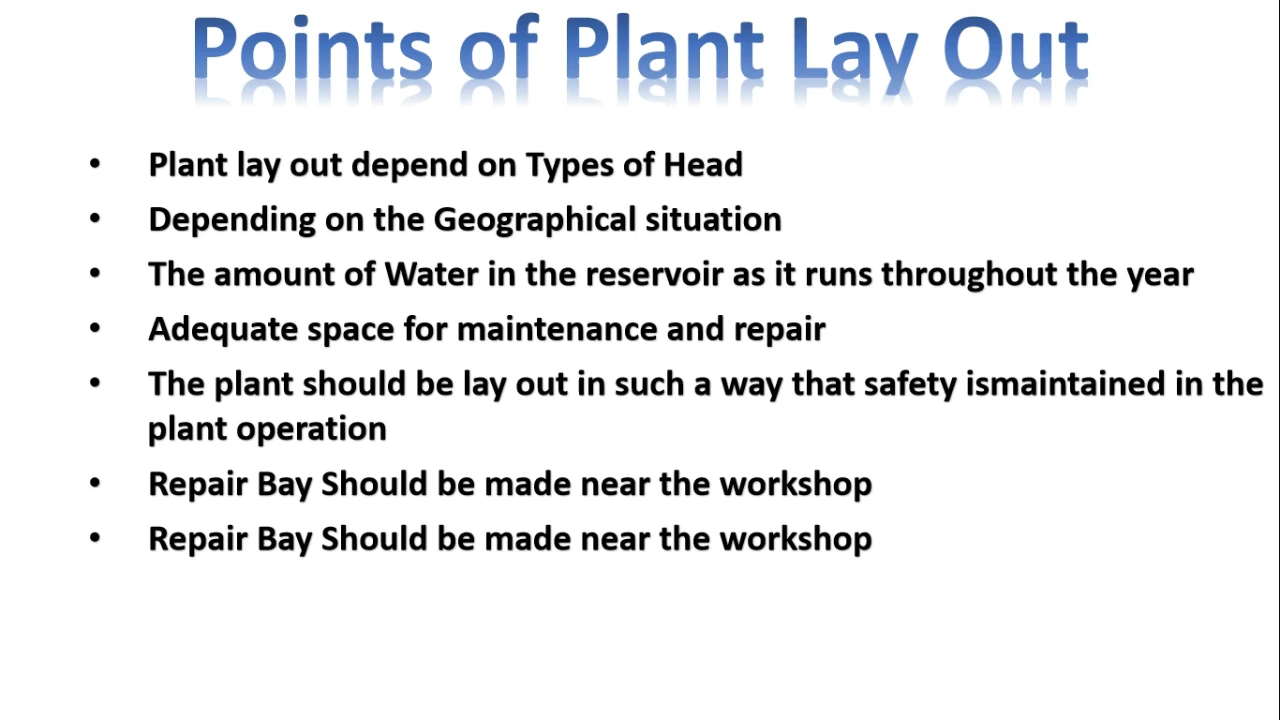 Points of Plant Lay Out
• Plant lay out depend on Types of Head
• Depending on the Geographical situation
• The amount of Water in the reservoir as it runs throughout the year
• Adequate space for maintenance and repair
• The plant should be lay out in such a way that safety ismaintained in the
plant operation
• Repair Bay Should be made near the workshop
• Repair Bay Should be made near the workshop